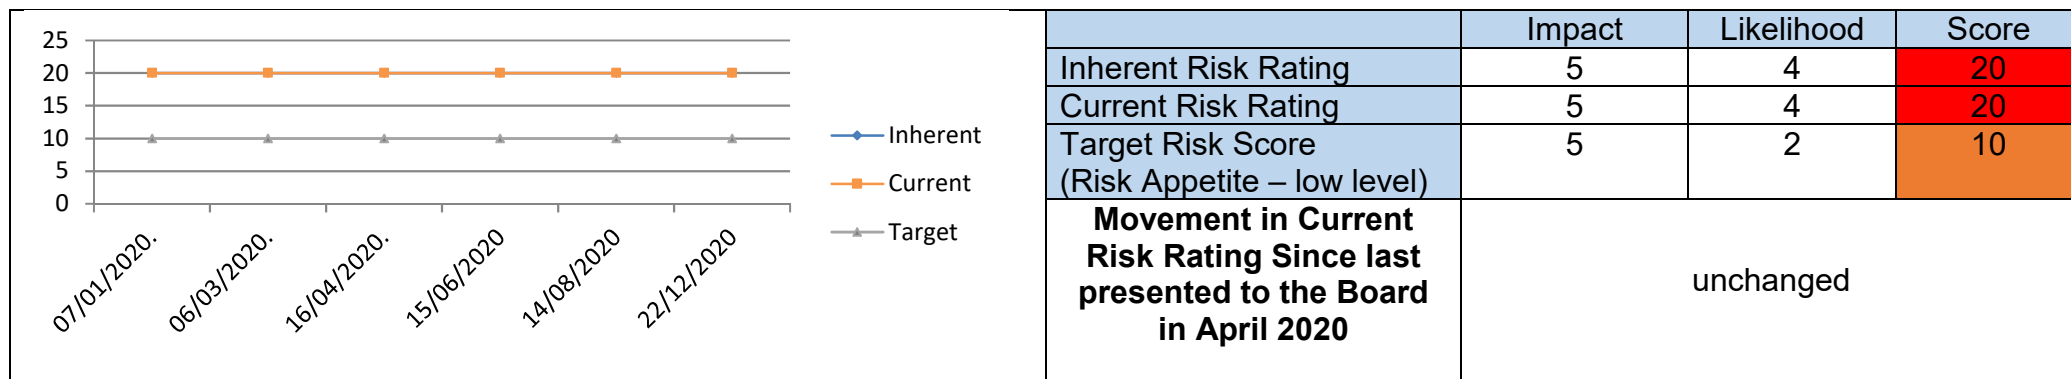 25
20
15
10
5
0
07/01/2020.
06/03/2020.
16/04/2020.
15/06/2020
14/08/2020
22/12/2020
Inherent
Current
Target
Impact Likelihood Score
Inherent Risk Rating 5 4 20
Current Risk Rating 5 4 20
Target Risk Score 5 2 10
(Risk Appetite – low level)
Movement in Current
Risk Rating Since last
presented to the Board
in April 2020
unchanged